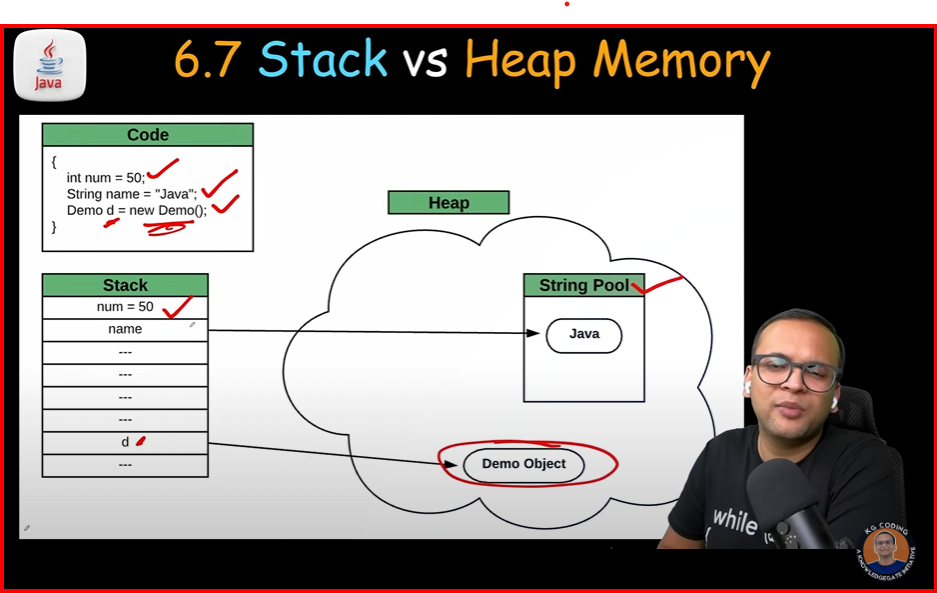 Java
6.7 Stack vs Heap Memory
Code
{
int num = 50;
String name = "Java";
Demo d = new Demo();
}
Heap
Stack
num = 50
name
---
---
---
---
d
---
String Pool
Java
Demo Object
while
KG CODING
A KNOWLEDGEGATE INITIATIVE